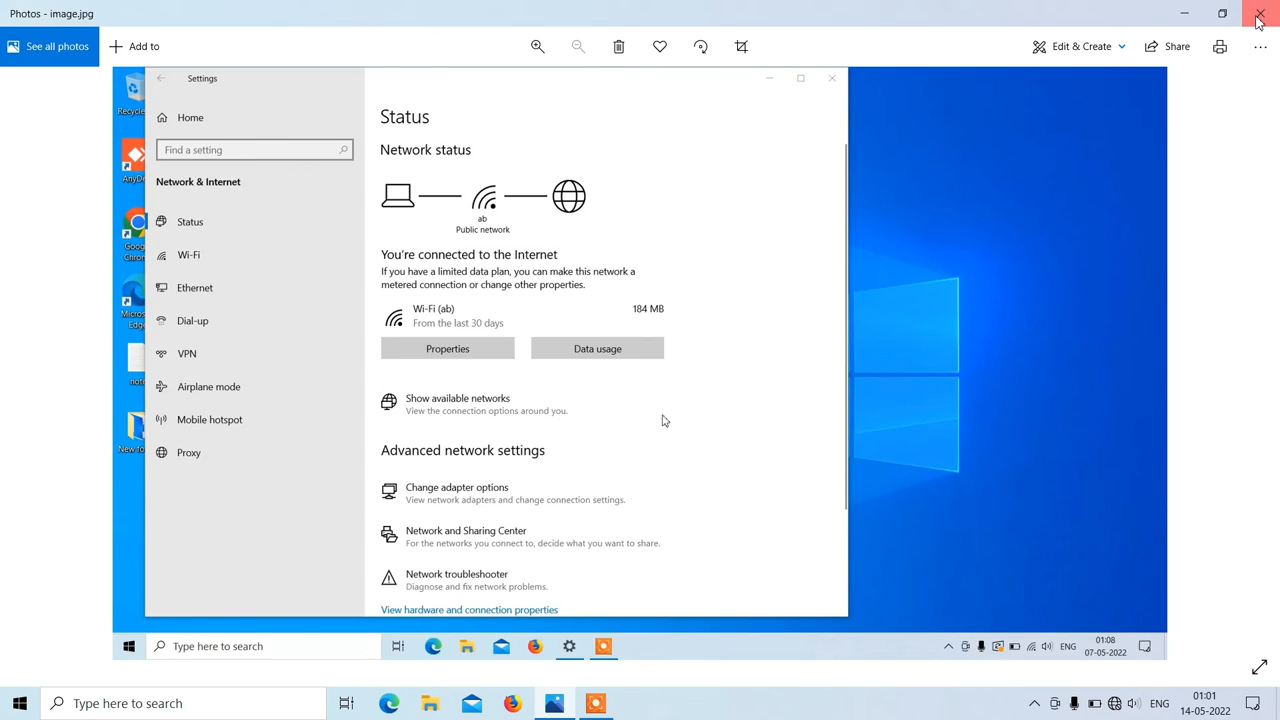 Photos - image.jpg
See all photos
Add to
Edit & Create
Share
Settings
Home
Find a setting
Network & Internet
Status
Wi-Fi
Ethernet
Dial-up
VPN
Airplane mode
Mobile hotspot
Proxy
Status
Network status
ab
Public network
You're connected to the Internet
If you have a limited data plan, you can make this network a
metered connection or change other properties.
Wi-Fi (ab)
184 MB
From the last 30 days
Properties
Data usage
Show available networks
View the connection options around you.
Advanced network settings
Change adapter options
View network adapters and change connection settings.
Network and Sharing Center
For the networks you connect to, decide what you want to share.
Network troubleshooter
Diagnose and fix network problems.
View hardware and connection properties
Type here to search
ENG
01:08
07-05-2022
Type here to search
ENG
01:01
14-05-2022